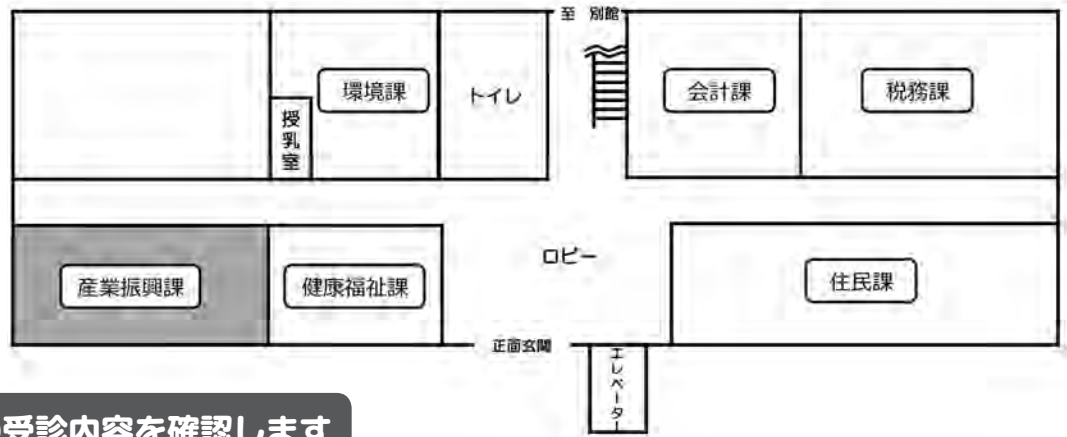 至 別館
環境課
トイレ
会計課
税務課
授乳室
ロビー
産業振興課
健康福祉課
住民課
正面玄関
エレベーター
受診内容を確認します